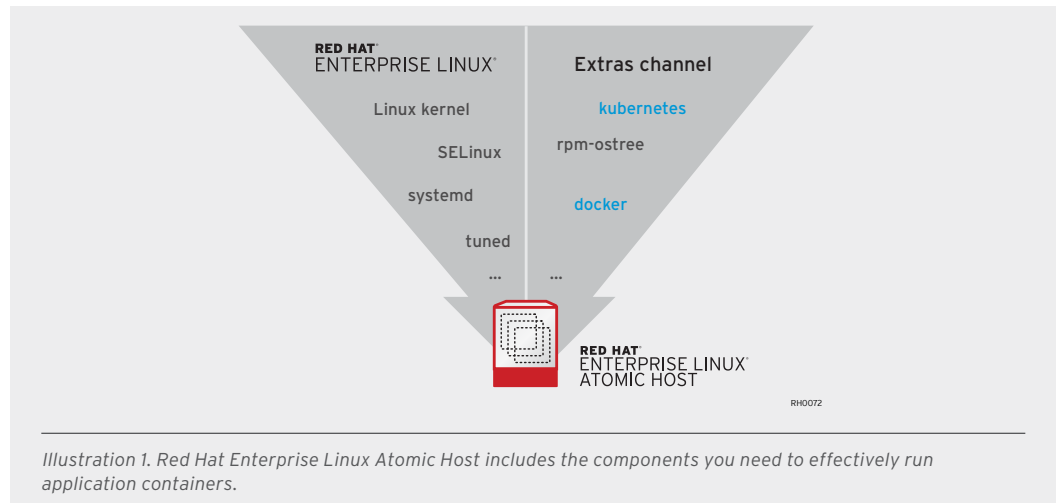 RED HAT®
ENTERPRISE LINUX®
Linux kernel
SELinux
systemd
tuned
...
Extras channel
kubernetes
rpm-ostree
docker
...
RED HAT®
ENTERPRISE LINUX®
ATOMIC HOST
RH0072
Illustration 1. Red Hat Enterprise Linux Atomic Host includes the components you need to effectively run
application containers.